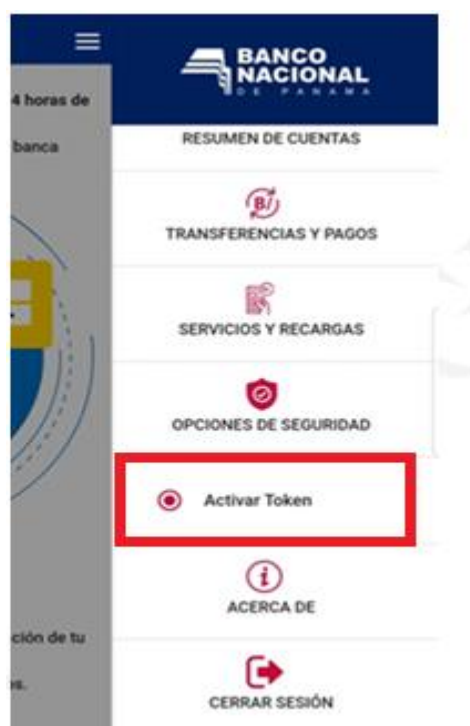 BANCO
NACIONAL
DE PANAMA
4 horas de
banca
RESUMEN DE CUENTAS
B/
TRANSFERENCIAS Y PAGOS
SERVICIOS Y RECARGAS
OPCIONES DE SEGURIDAD
Activar Token
i
ACERCA DE
ción de tu
os.
CERRAR SESIÓN